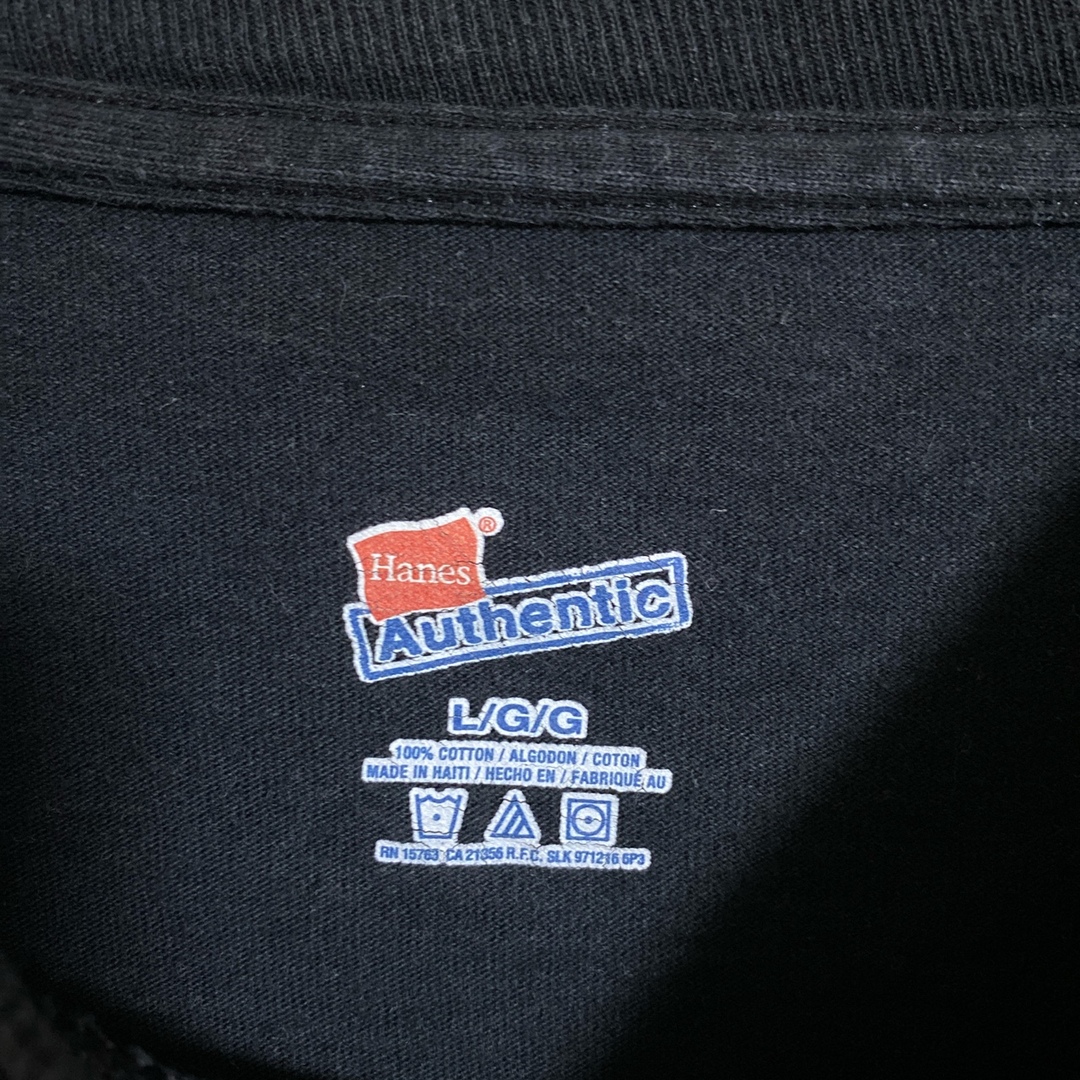 Hanes®
Authentic
L/G/G
100% COTTON / ALGODON / COTON
MADE IN HAITI / HECHO EN / FABRIQUÉ AU
RN 15763 CA 21356 R.F.C. SLK 971216 6P3